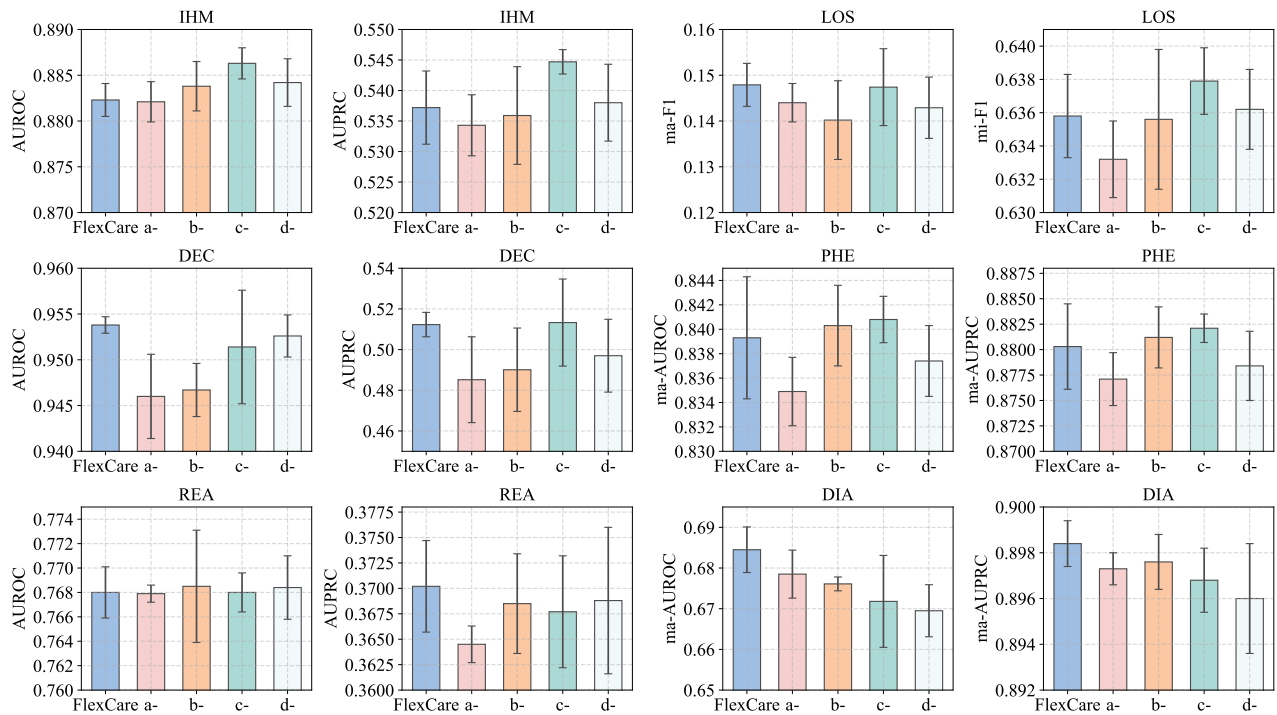 IHM
AUROC
0.890
0.885
0.880
0.875
0.870
FlexCare a- b- c- d-
IHM
AUPRC
0.550
0.545
0.540
0.535
0.530
0.525
0.520
FlexCare a- b- c- d-
LOS
ma-F1
0.16
0.15
0.14
0.13
0.12
FlexCare a- b- c- d-
LOS
mi-F1
0.640
0.638
0.636
0.634
0.632
0.630
FlexCare a- b- c- d-
DEC
AUROC
0.960
0.955
0.950
0.945
0.940
FlexCare a- b- c- d-
DEC
AUPRC
0.54
0.52
0.50
0.48
0.46
FlexCare a- b- c- d-
PHE
ma-AUROC
0.844
0.842
0.840
0.838
0.836
0.834
0.832
0.830
FlexCare a- b- c- d-
PHE
ma-AUPRC
0.8875
0.8850
0.8825
0.8800
0.8775
0.8750
0.8725
0.8700
FlexCare a- b- c- d-
REA
AUROC
0.774
0.772
0.770
0.768
0.766
0.764
0.762
0.760
FlexCare a- b- c- d-
REA
AUPRC
0.3775
0.3750
0.3725
0.3700
0.3675
0.3650
0.3625
0.3600
FlexCare a- b- c- d-
DIA
ma-AUROC
0.69
0.68
0.67
0.66
0.65
FlexCare a- b- c- d-
DIA
ma-AUPRC
0.900
0.898
0.896
0.894
0.892
FlexCare a- b- c- d-